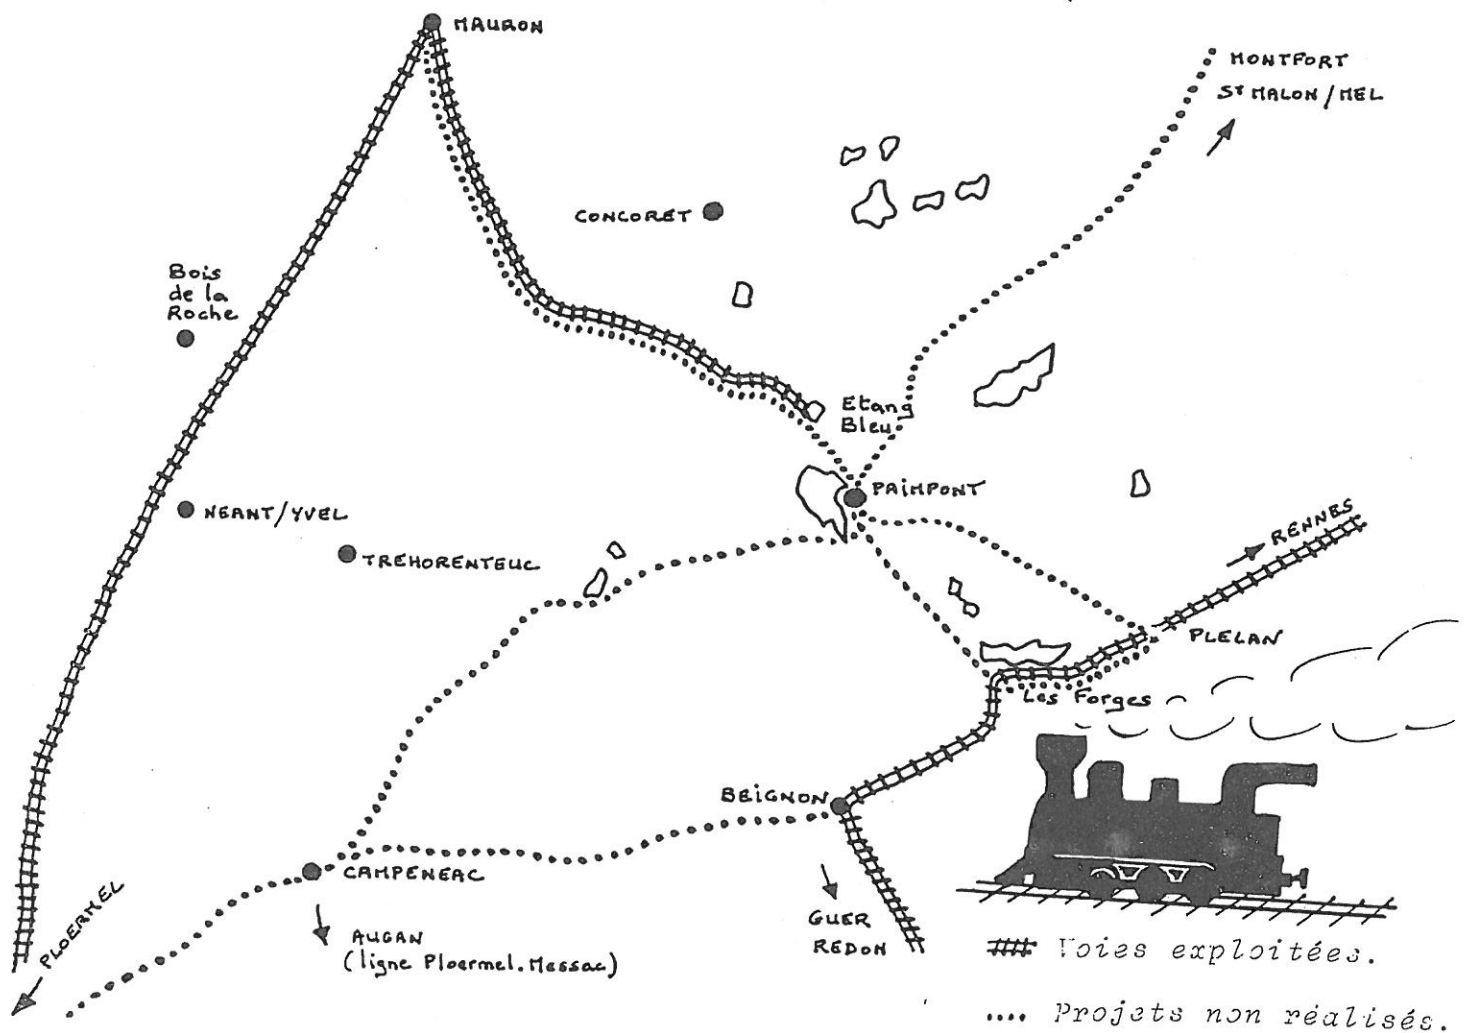 MAURON
MONTFORT
St MALON/MEL
CONCORET
Bois
de la
Roche
Etang
Bleu
PAIMPONT
NEANT/YVEL
TREHORENTEUC
RENNES
PLELAN
Les Forges
BEIGNON
CAMPENEAC
PLOERMEL
AUGAN
(ligne Ploermel.Messac)
GUER
REDON
Voies exploitées.
.... Projets non réalisés.